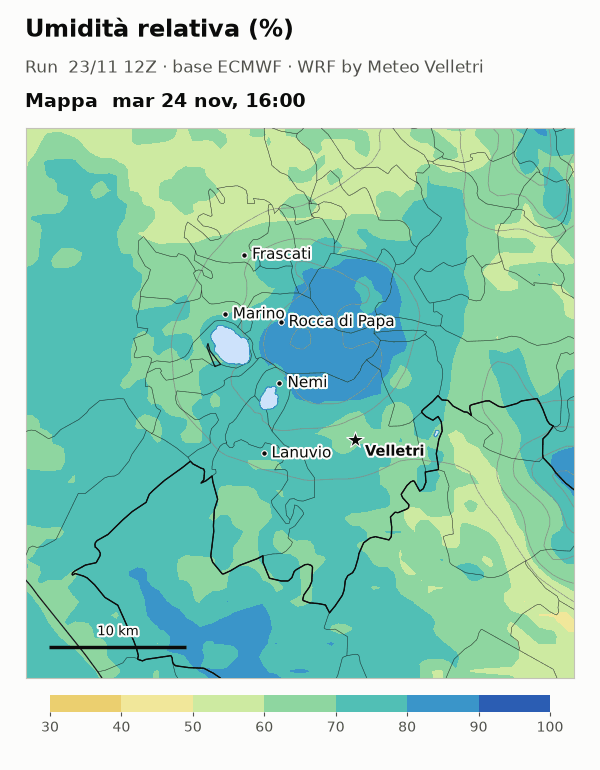 Umidità relativa (%)
Run  23/11 12Z · base ECMWF · WRF by Meteo Velletri
Mappa  mar 24 nov, 16:00
Frascati
Marino
Rocca di Papa
Nemi
Velletri
Lanuvio
10 km
30 40 50 60 70 80 90 100